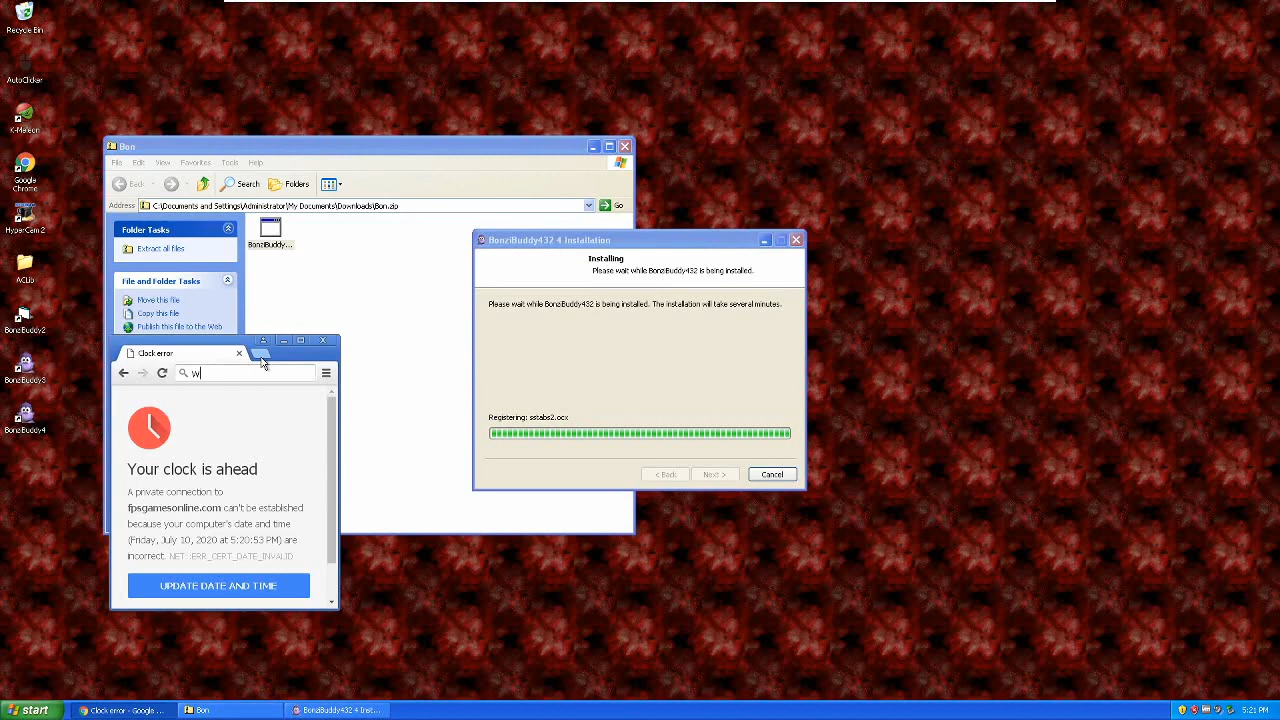 Recycle Bin
AutoClicker
K-Meleon
Google
Chrome
HyperCam 2
ACLib
BonziBuddy2
BonziBuddy3
BonziBuddy4
Bon
File Edit View Favorites Tools Help
Back Search Folders
Address C:\Documents and Settings\Administrator\My Documents\Downloads\Bon.zip Go
Folder Tasks
Extract all files
File and Folder Tasks
Move this file
Copy this file
Publish this file to the Web
BonziBuddy...
BonziBuddy432 4 Installation
Installing
Please wait while BonziBuddy432 is being installed.
Please wait while BonziBuddy432 is being installed. The installation will take several minutes.
Registering: sstabs2.ocx
< Back Next > Cancel
Clock error
W
Your clock is ahead
A private connection to
fpsgamesonline.com can't be established
because your computer's date and time
(Friday, July 10, 2020 at 5:20:53 PM) are
incorrect. NET::ERR_CERT_DATE_INVALID
UPDATE DATE AND TIME
start Clock error - Google ... Bon BonziBuddy432 4 Inst... 5:21 PM